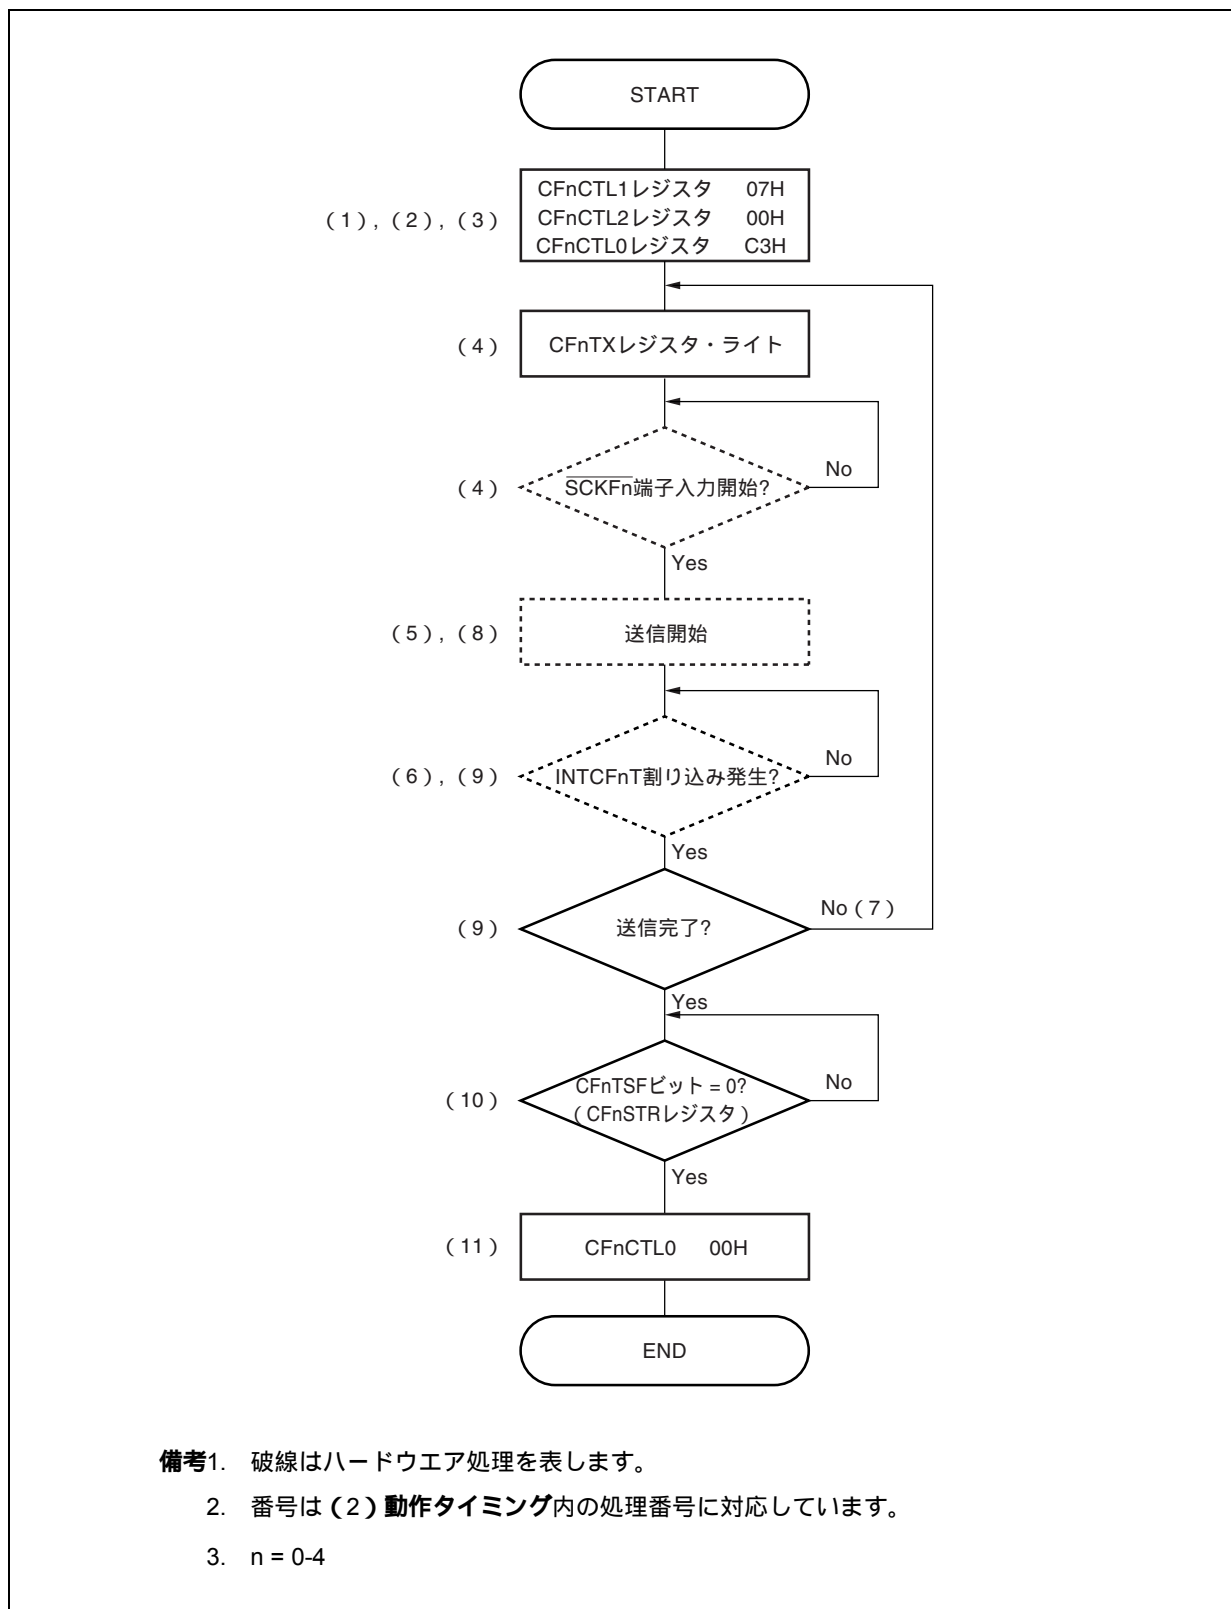 START
CFnCTL1レジスタ 07H
(1), (2), (3) CFnCTL2レジスタ 00H
CFnCTL0レジスタ C3H
(4) CFnTXレジスタ・ライト
(4) SCKFn端子入力開始? No
Yes
(5), (8) 送信開始
(6), (9) INTCFnT割り込み発生? No
Yes
(9) 送信完了? No(7)
Yes
CFnTSFビット = 0? No
(10) (CFnSTRレジスタ)
Yes
(11) CFnCTL0 00H
END
備考1. 破線はハードウエア処理を表します。
2. 番号は(2)動作タイミング内の処理番号に対応しています。
3. n = 0-4